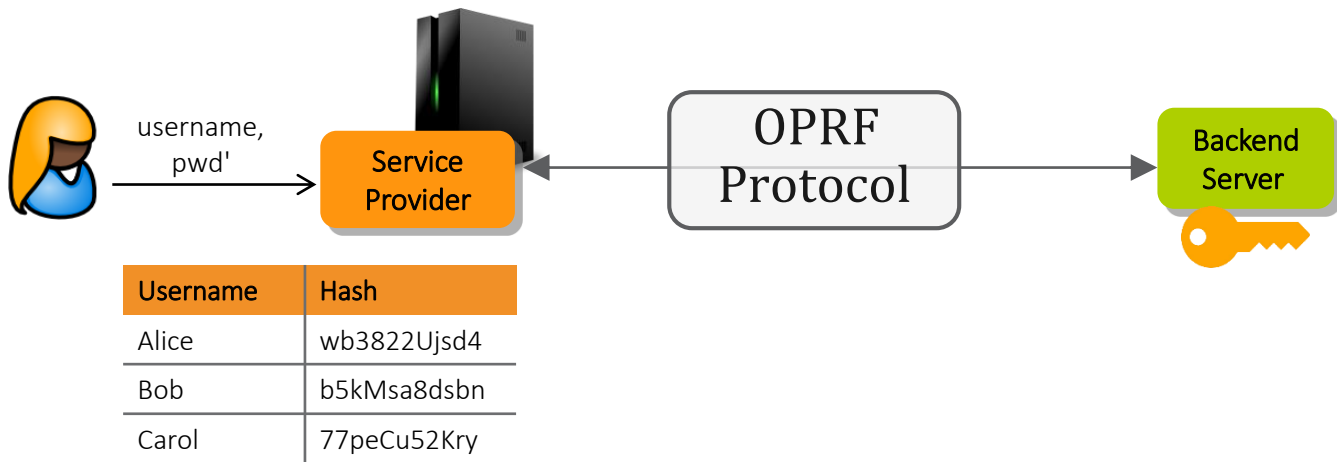 username,
pwd'
Service
Provider
OPRF
Protocol
Backend
Server
Username Hash
Alice wb3822Ujsd4
Bob b5kMsa8dsbn
Carol 77peCu52Kry